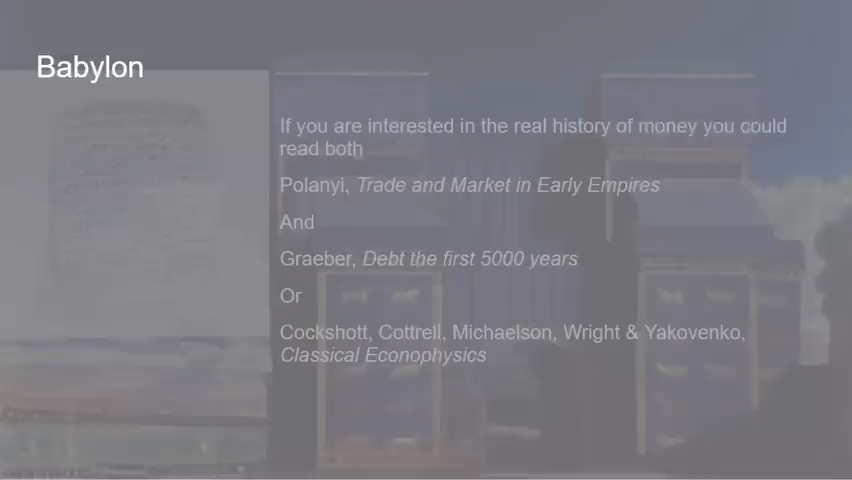 Babylon
If you are interested in the real history of money you could
read both
Polanyi, Trade and Market in Early Empires
And
Graeber, Debt the first 5000 years
Or
Cockshott, Cottrell, Michaelson, Wright & Yakovenko,
Classical Econophysics